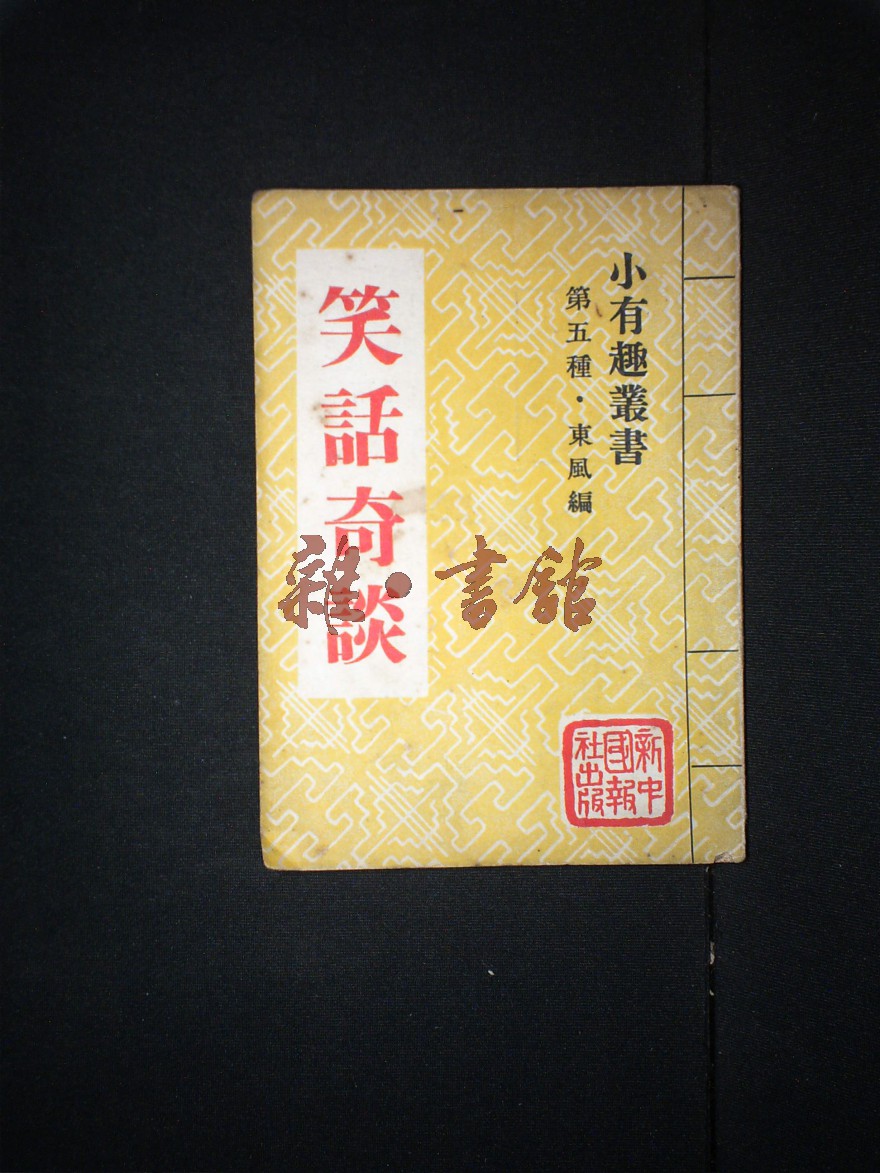 小有趣叢書
第五種·東風編
笑話奇談
雜·書館
新中
國報
社出版